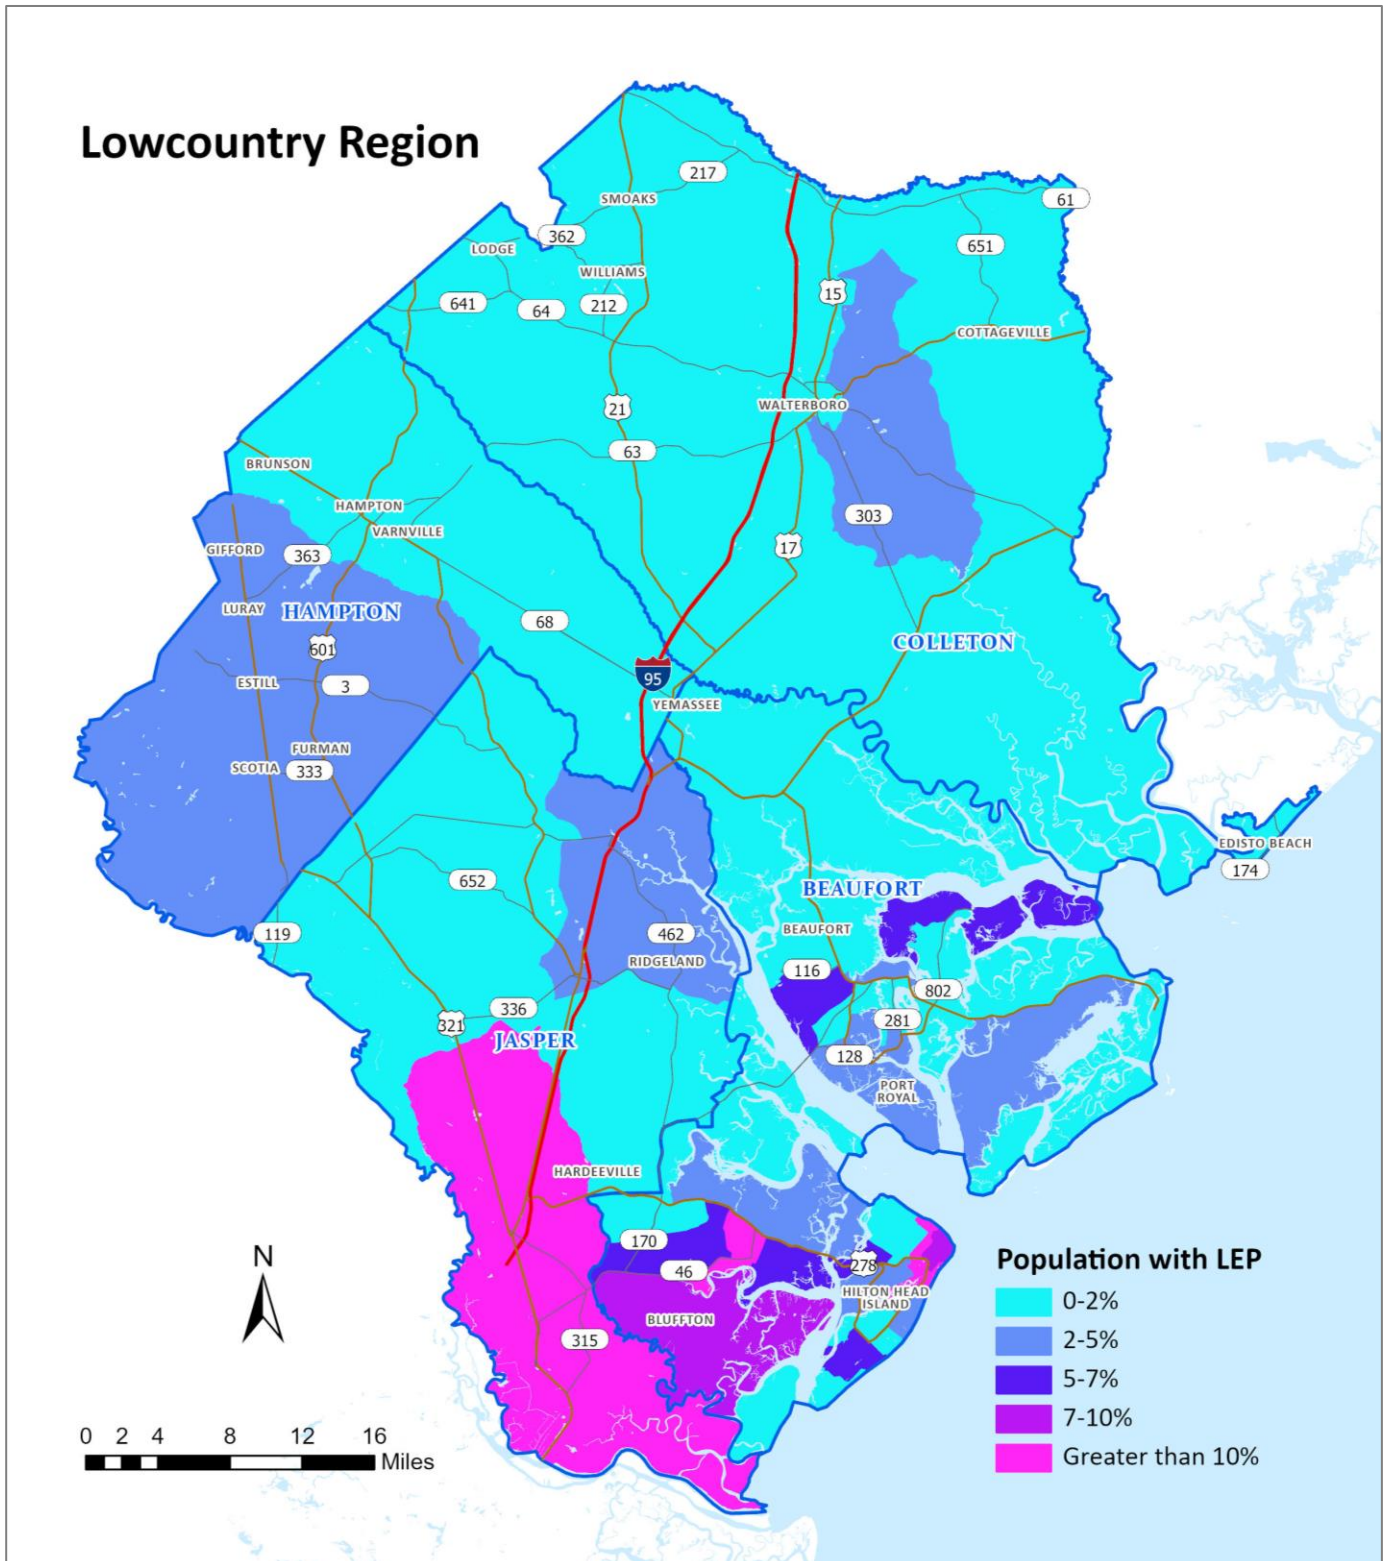 Lowcountry Region
217
61
SMOAKS
362
651
LODGE
WILLIAMS
15
641
64
212
COTTAGEVILLE
WALTERBORO
21
63
BRUNSON
HAMPTON
303
VARNVILLE
GIFFORD
363
17
LURAY
HAMPTON
68
COLLETON
601
ESTILL
3
95
YEMASSEE
FURMAN
SCOTIA
333
EDISTO BEACH
174
652
BEAUFORT
BEAUFORT
119
462
RIDGELAND
116
802
336
321
281
JASPER
128
PORT
ROYAL
HARDEEVILLE
170
46
278
HILTON HEAD
ISLAND
BLUFFTON
315
N
0 2 4 8 12 16
Miles
Population with LEP
0-2%
2-5%
5-7%
7-10%
Greater than 10%